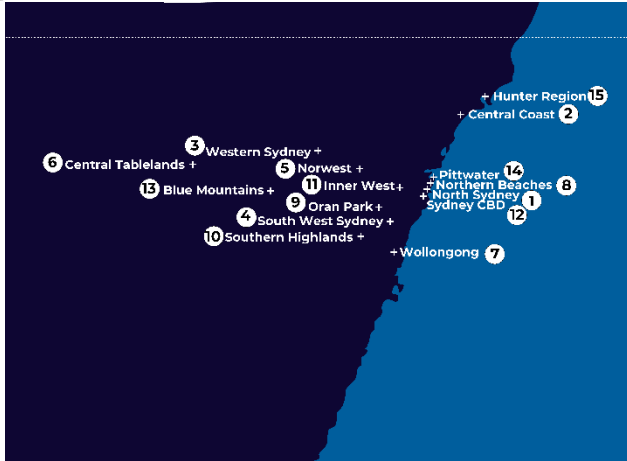 + Hunter Region 15
+ Central Coast 2
3 Western Sydney +
6 Central Tablelands +
5 Norwest +
+ Pittwater 14
13 Blue Mountains +
11 Inner West +
+ Northern Beaches 8
+ North Sydney 1
9 Oran Park +
Sydney CBD 12
4 South West Sydney +
10 Southern Highlands +
+ Wollongong 7